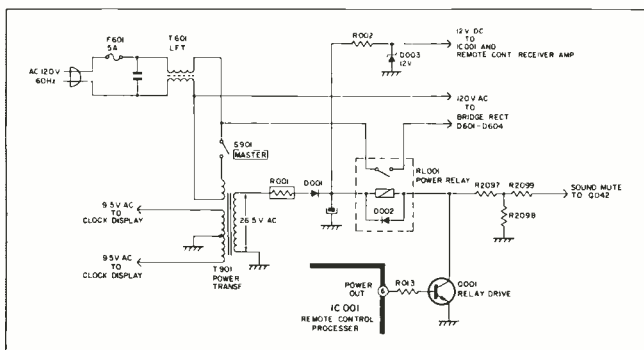 F601
5A
T601
LFT
AC 120V
60Hz
S901
MASTER
R002
D003
12V
12V DC
TO
IC001 AND
REMOTE CONT RECEIVER AMP
120V AC
TO
BRIDGE RECT
D601-D604
RL001
POWER RELAY
D002
R001
D001
26.5V AC
9.5V AC
TO
CLOCK DISPLAY
9.5V AC
TO
CLOCK DISPLAY
T901
POWER
TRANSF
R2097
R2099
R2098
SOUND MUTE
TO Q042
POWER
OUT
6
R013
Q001
RELAY DRIVE
IC 001
REMOTE CONTROL
PROCESSER